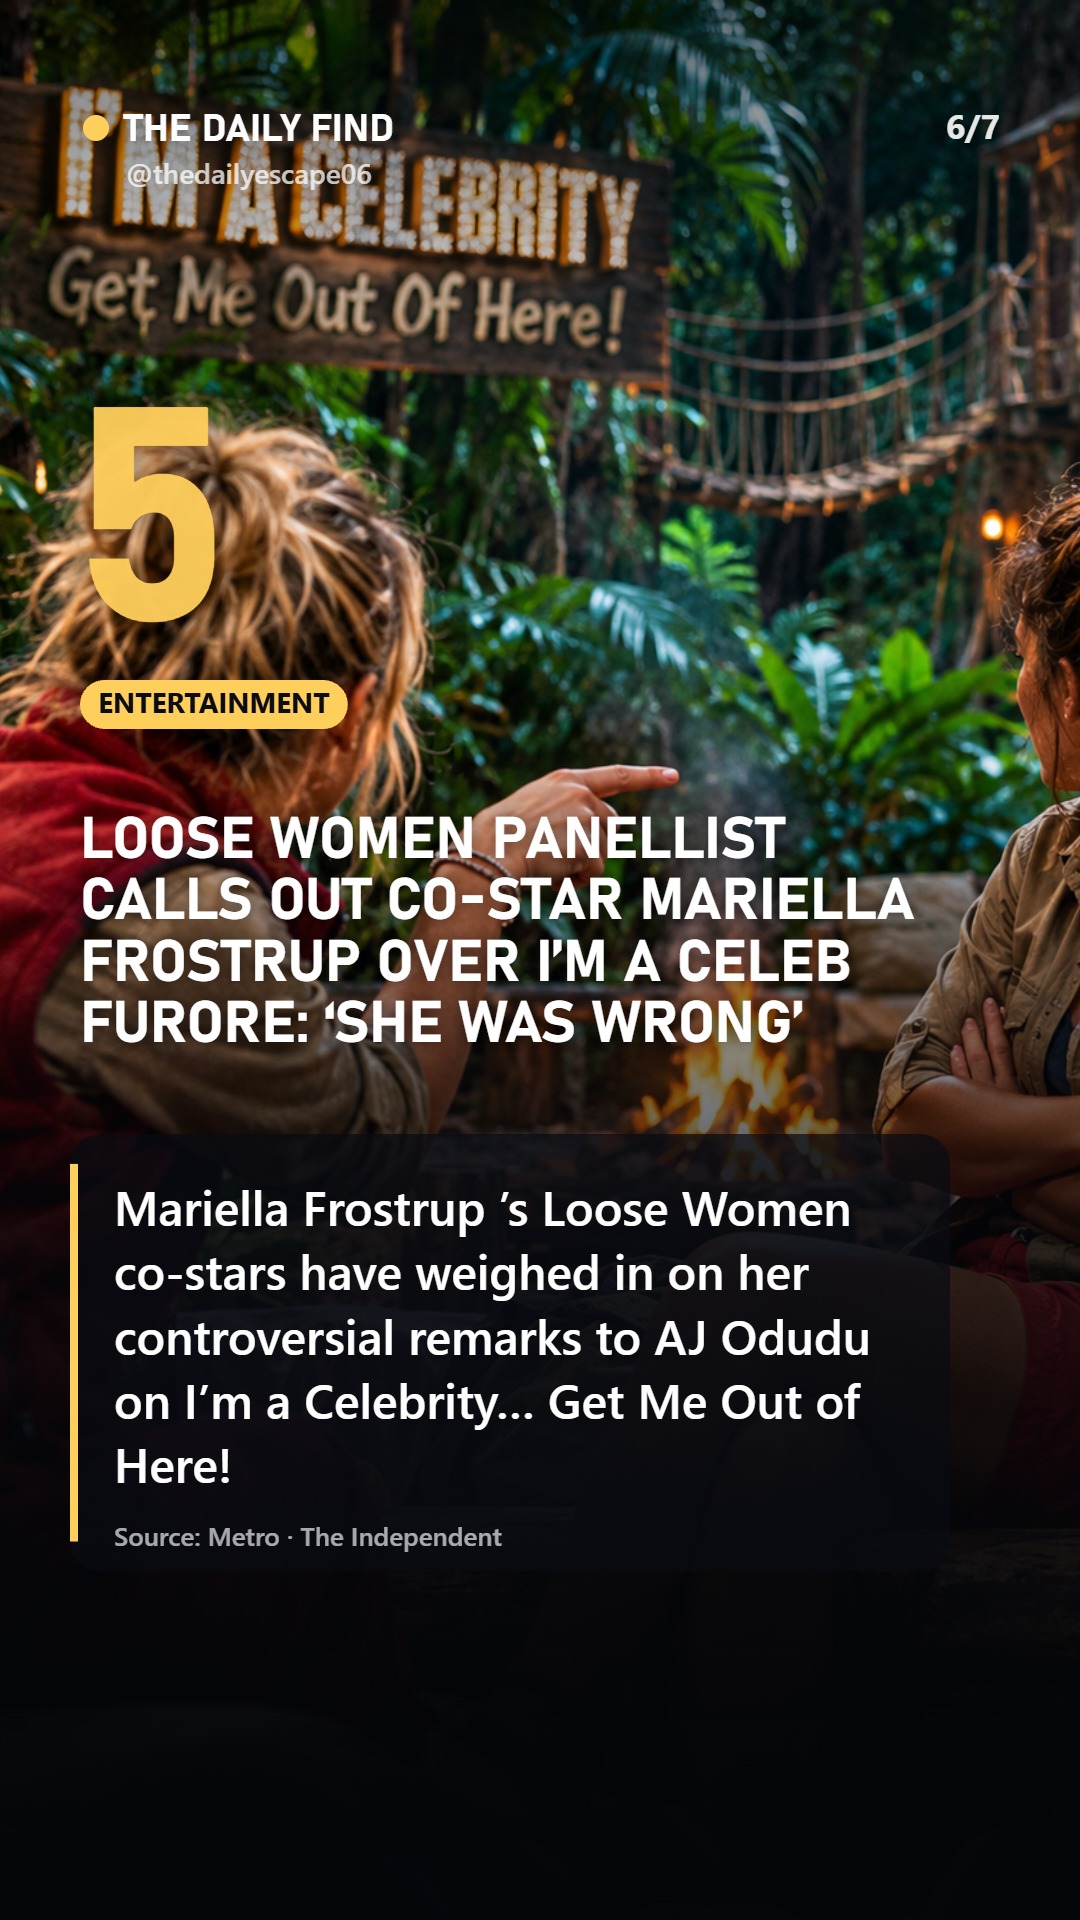 THE DAILY FIND
@thedailyescape06
6/7
I'M A CELEBRITY
Get Me Out Of Here!
5
ENTERTAINMENT
LOOSE WOMEN PANELLIST
CALLS OUT CO-STAR MARIELLA
FROSTRUP OVER I’M A CELEB
FURORE: ‘SHE WAS WRONG’
Mariella Frostrup ’s Loose Women
co-stars have weighed in on her
controversial remarks to AJ Odudu
on I’m a Celebrity… Get Me Out of
Here!
Source: Metro · The Independent